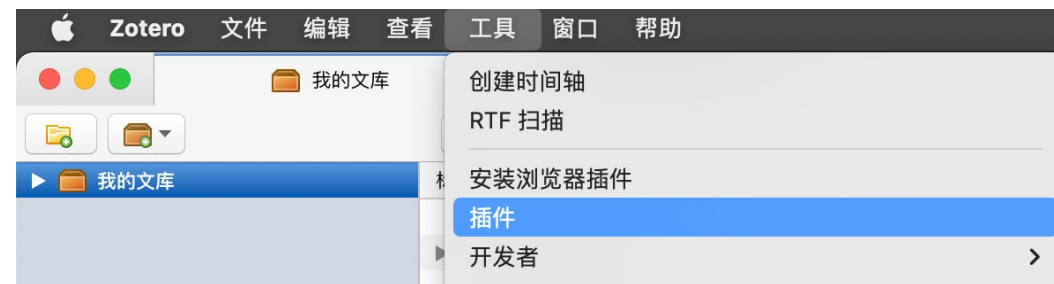 Zotero 文件 编辑 查看 工具 窗口 帮助
我的文库
创建时间轴
RTF 扫描
安装浏览器插件
我的文库
插件
开发者